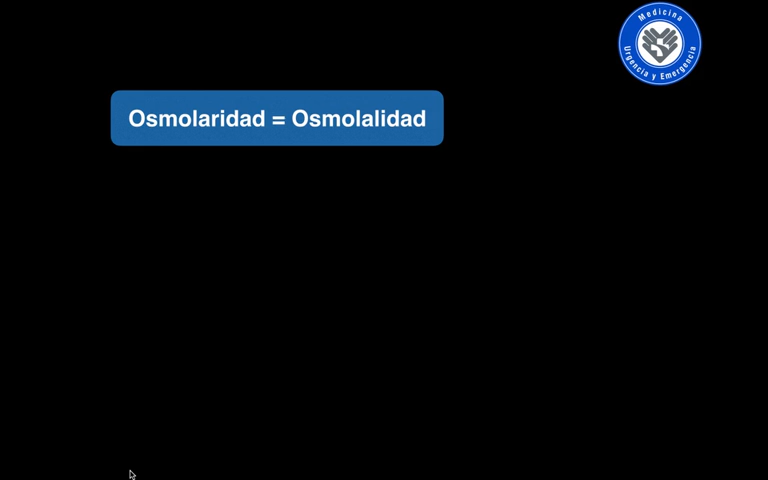 Medicina
Urgencia y Emergencia
Osmolaridad = Osmolalidad